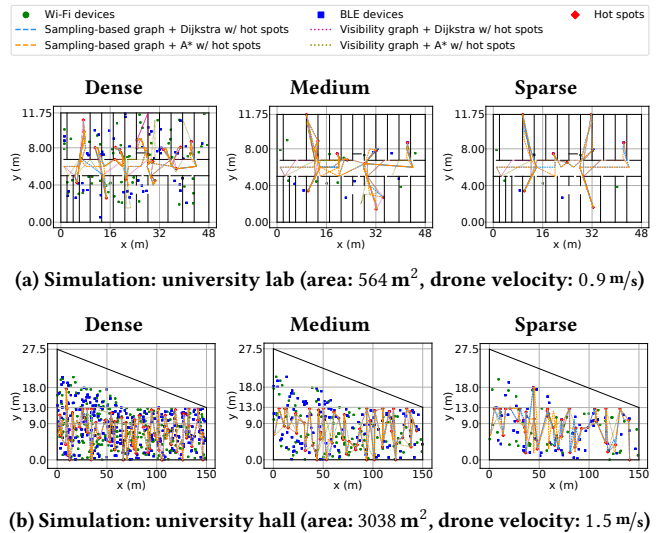 Wi-Fi devices BLE devices Hot spots
Sampling-based graph + Dijkstra w/ hot spots Visibility graph + Dijkstra w/ hot spots
Sampling-based graph + A* w/ hot spots Visibility graph + A* w/ hot spots
Dense Medium Sparse
11.75 11.75 11.75
8.00 8.00 8.00
4.00 4.00 4.00
0.00 0.00 0.00
y (m) y (m) y (m)
0 16 32 48 0 16 32 48 0 16 32 48
x (m) x (m) x (m)
(a) Simulation: university lab (area: 564 m², drone velocity: 0.9 m/s)
Dense Medium Sparse
27.5 27.5 27.5
18.0 18.0 18.0
13.0 13.0 13.0
0.0 0.0 0.0
y (m) y (m) y (m)
0 50 100 150 0 50 100 150 0 50 100 150
x (m) x (m) x (m)
(b) Simulation: university hall (area: 3038 m², drone velocity: 1.5 m/s)